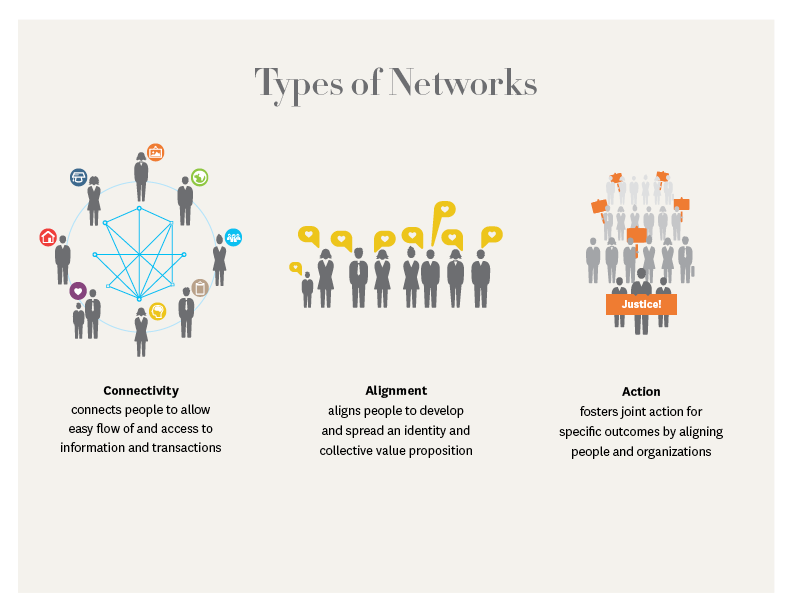 Types of Networks
Justice!
Connectivity
connects people to allow
easy flow of and access to
information and transactions
Alignment
aligns people to develop
and spread an identity and
collective value proposition
Action
fosters joint action for
specific outcomes by aligning
people and organizations